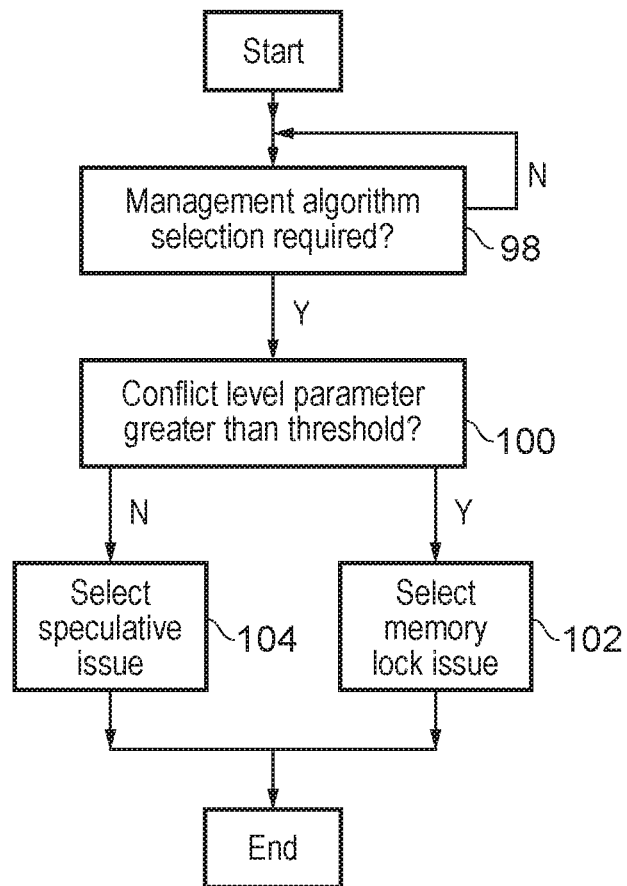 Start
N
Management algorithm
selection required?
98
Y
Conflict level parameter
greater than threshold?
100
N
Y
Select
speculative
issue
104
Select
memory
lock issue
102
End